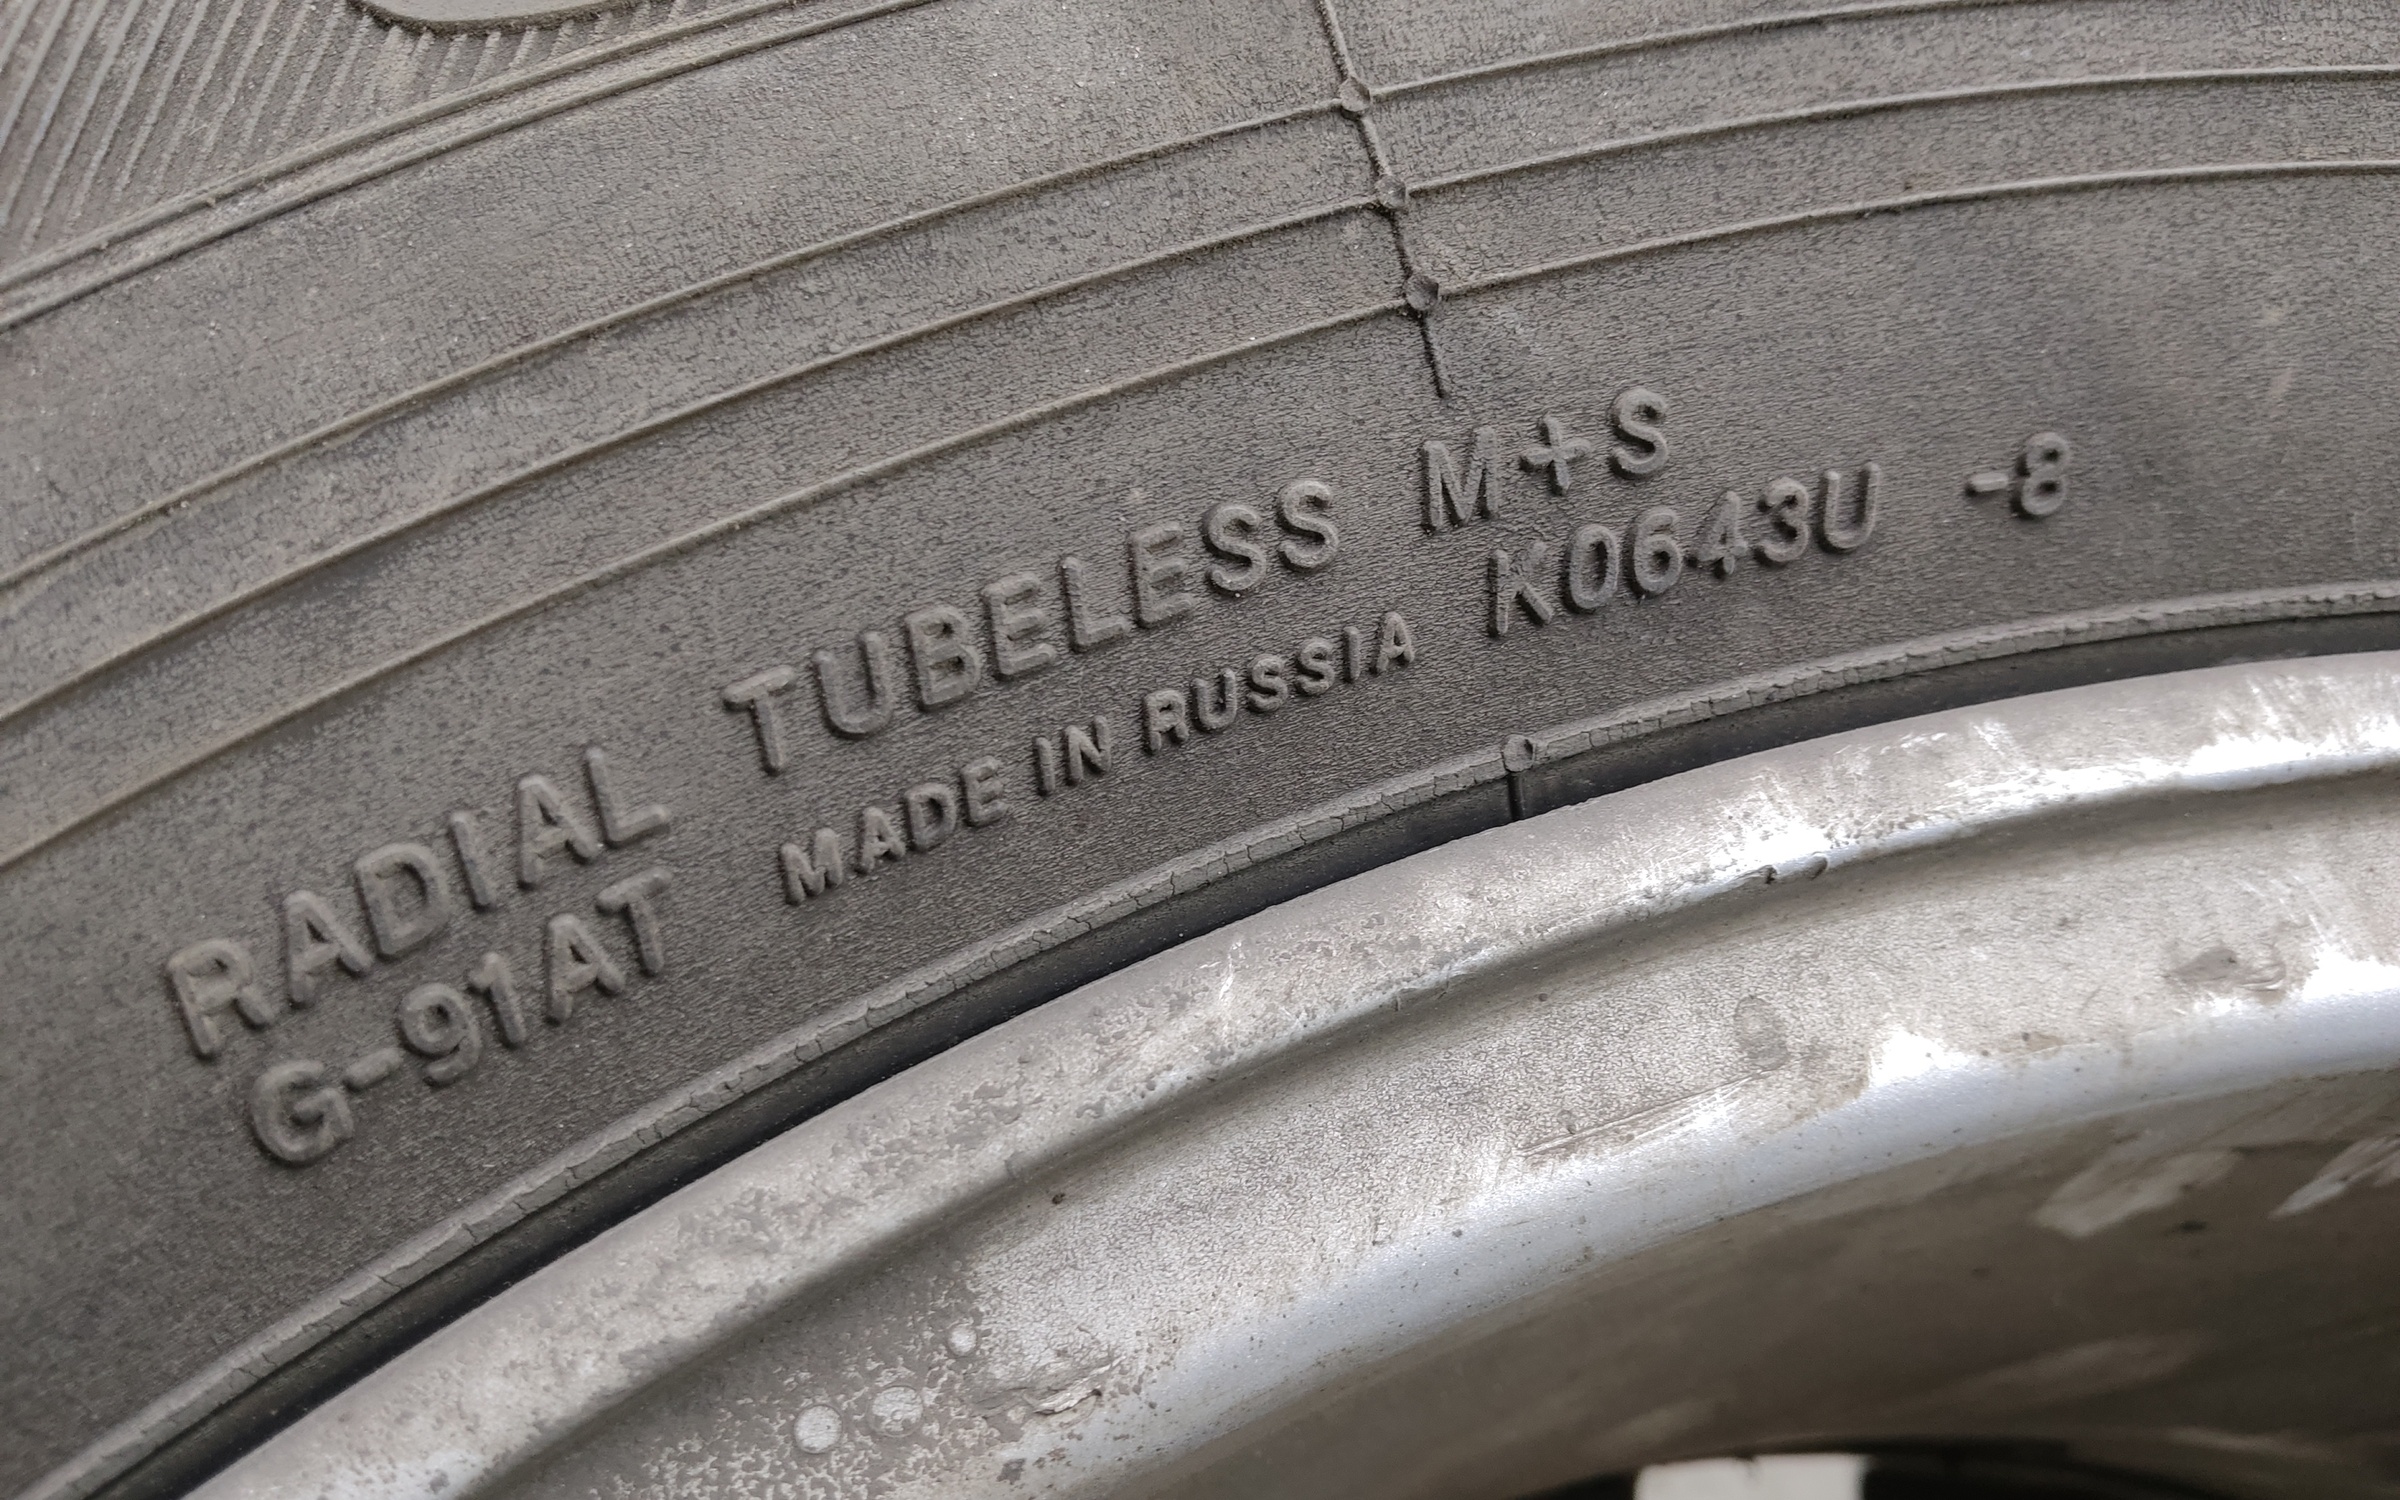 RADIAL TUBELESS M+S
G-91AT MADE IN RUSSIA K0643U -8